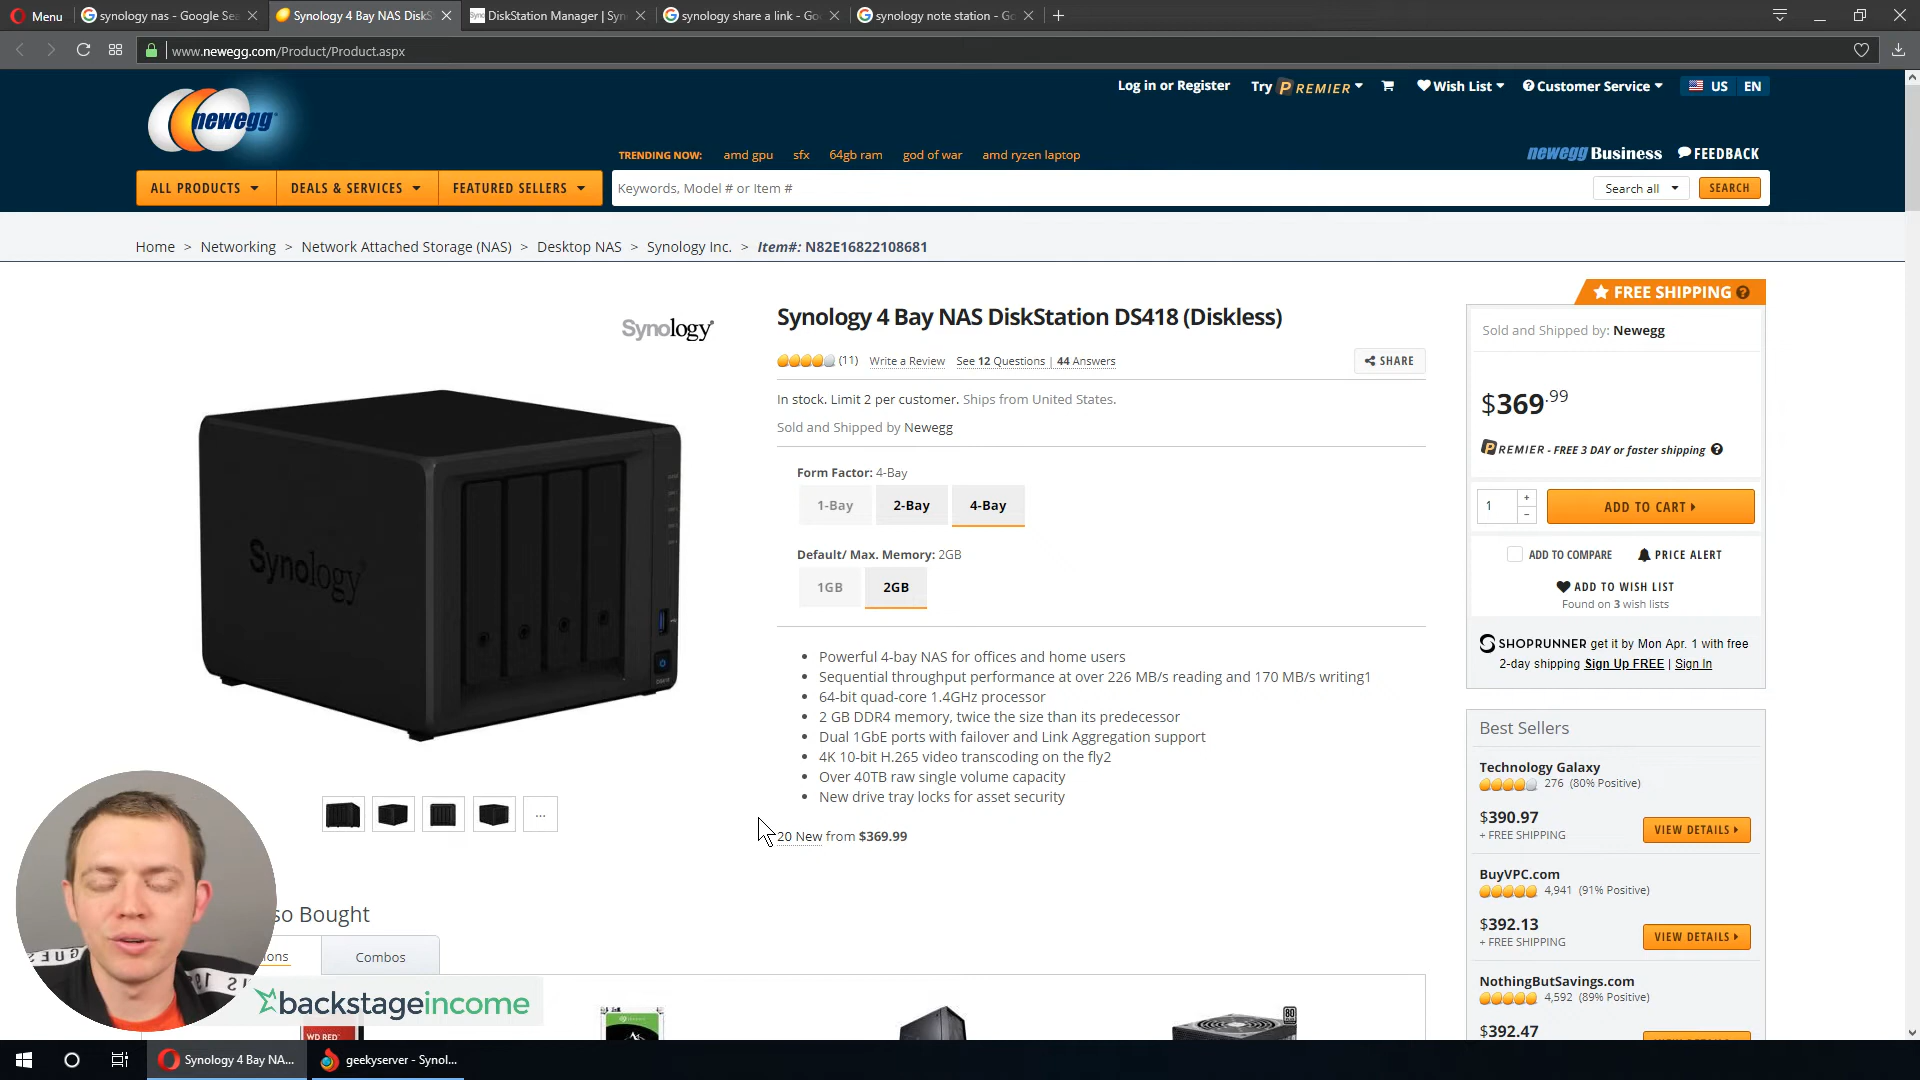 Menu
synology nas - Google Sea
Synology 4 Bay NAS DiskS
DiskStation Manager | Syn
synology share a link - Go
synology note station - Go
www.newegg.com/Product/Product.aspx
newegg
Log in or Register
Try PREMIER
Wish List
Customer Service
US
EN
TRENDING NOW:
amd gpu
sfx
64gb ram
god of war
amd ryzen laptop
newegg Business
FEEDBACK
ALL PRODUCTS
DEALS & SERVICES
FEATURED SELLERS
Keywords, Model # or Item #
Search all
SEARCH
Home > Networking > Network Attached Storage (NAS) > Desktop NAS > Synology Inc. > Item#: N82E16822108681
FREE SHIPPING
Synology
Synology 4 Bay NAS DiskStation DS418 (Diskless)
(11) Write a Review See 12 Questions | 44 Answers
SHARE
In stock. Limit 2 per customer. Ships from United States.
Sold and Shipped by Newegg
Form Factor: 4-Bay
1-Bay
2-Bay
4-Bay
Default/ Max. Memory: 2GB
1GB
2GB
• Powerful 4-bay NAS for offices and home users
• Sequential throughput performance at over 226 MB/s reading and 170 MB/s writing1
• 64-bit quad-core 1.4GHz processor
• 2 GB DDR4 memory, twice the size than its predecessor
• Dual 1GbE ports with failover and Link Aggregation support
• 4K 10-bit H.265 video transcoding on the fly2
• Over 40TB raw single volume capacity
• New drive tray locks for asset security
20 New from $369.99
Synology
...
Sold and Shipped by: Newegg
$369.99
PREMIER - FREE 3 DAY or faster shipping
1
ADD TO CART
ADD TO COMPARE
PRICE ALERT
ADD TO WISH LIST
Found on 3 wish lists
SHOPRUNNER get it by Mon Apr. 1 with free
2-day shipping Sign Up FREE | Sign In
Best Sellers
Technology Galaxy
276 (80% Positive)
$390.97
+ FREE SHIPPING
VIEW DETAILS
BuyVPC.com
4,941 (91% Positive)
$392.13
+ FREE SHIPPING
VIEW DETAILS
NothingButSavings.com
4,592 (89% Positive)
$392.47
so Bought
ions
Combos
backstageincome
WD RED
80
Synology 4 Bay NA...
geekyserver - Synol...